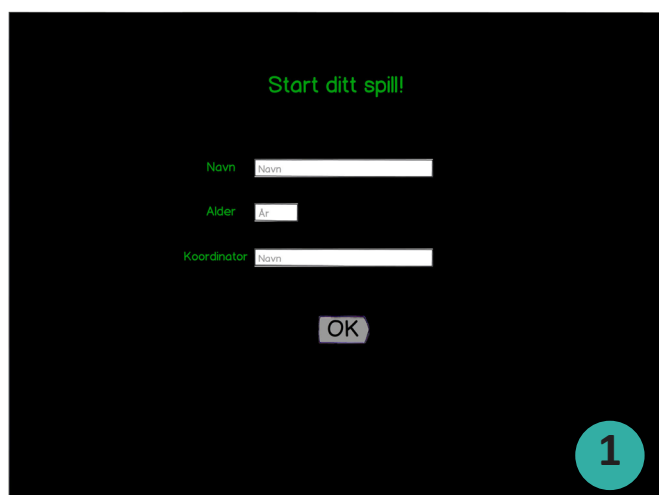 Start ditt spill!
Navn Navn
Alder År
Koordinator Navn
OK
1